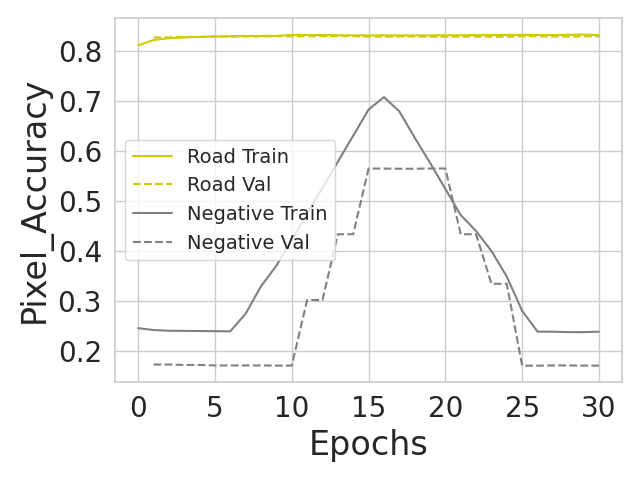 0.8
0.7
0.6
0.5
0.4
0.3
0.2
Pixel_Accuracy
Road Train
Road Val
Negative Train
Negative Val
0 5 10 15 20 25 30
Epochs